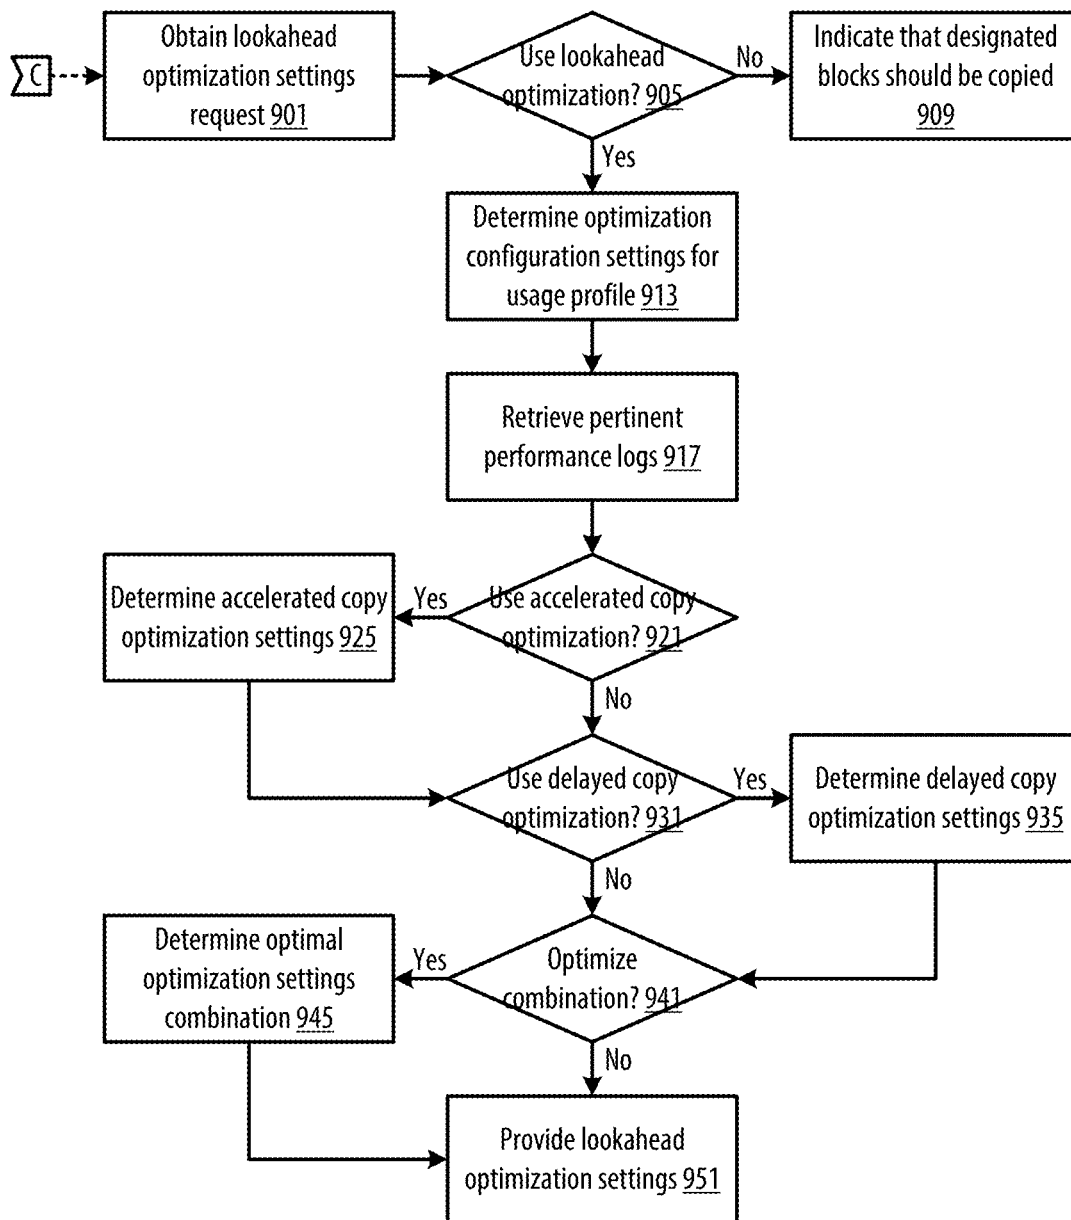 C
Obtain lookahead
optimization settings
request 901
Use lookahead
optimization? 905
No
Indicate that designated
blocks should be copied
909
Yes
Determine optimization
configuration settings for
usage profile 913
Retrieve pertinent
performance logs 917
Determine accelerated copy
optimization settings 925
Yes
Use accelerated copy
optimization? 921
No
Use delayed copy
optimization? 931
Yes
Determine delayed copy
optimization settings 935
No
Determine optimal
optimization settings
combination 945
Yes
Optimize
combination? 941
No
Provide lookahead
optimization settings 951